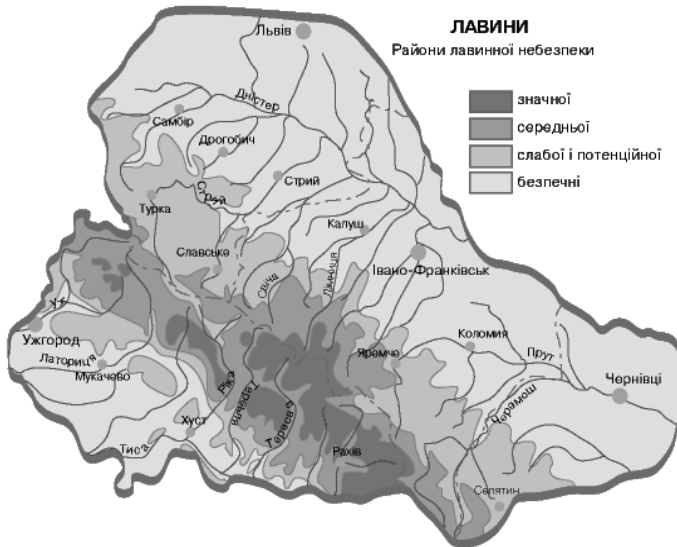 ЛАВИНИ
Райони лавинної небезпеки
значної
середньої
слабої і потенційної
безпечні
Львів
Дністер
Самбір
Дрогобич
Стрий
Стрий
Турка
Калуш
Славське
Свіча
Лімниця
Івано-Франківськ
Уж
Ужгород
Латориця
Мукачево
Коломия
Яремче
Прут
Чернівці
Черемош
Ріка
Теребля
Тересва
Хуст
Тиса
Рахів
Селятин